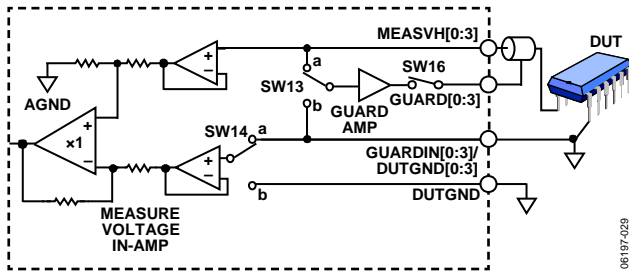 MEASVH[0:3]
DUT
a
SW16
SW13
AGND
GUARD[0:3]
b
GUARD
AMP
+
×1
–
SW14
a
+
–
GUARDIN[0:3]/
DUTGND[0:3]
b
DUTGND
MEASURE
VOLTAGE
IN-AMP
+
–
06197-029